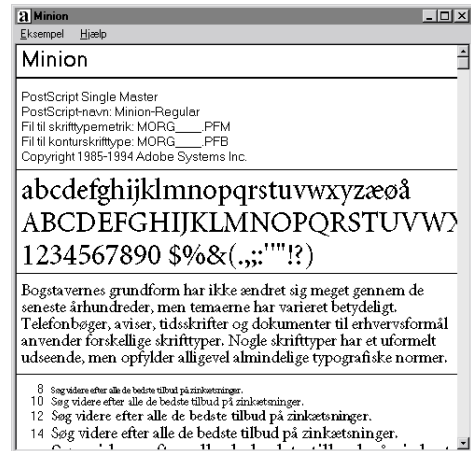 Minion
Eksempel Hjælp
Minion
PostScript Single Master
PostScript-navn: Minion-Regular
Fil til skrifttypemetrik: MORG____.PFM
Fil til konturskrifttype: MORG____.PFB
Copyright 1985-1994 Adobe Systems Inc.
abcdefghijklmnopqrstuvwxyzæøå
ABCDEFGHIJKLMNOPQRSTUVWX
1234567890 $%&(.,;:'"!?)
Bogstavernes grundform har ikke ændret sig meget gennem de
seneste århundreder, men temaerne har varieret betydeligt.
Telefonbøger, aviser, tidsskrifter og dokumenter til erhvervsformål
anvender forskellige skrifttyper. Nogle skrifttyper har et uformelt
udseende, men opfylder alligevel almindelige typografiske normer.
8 Søg videre efter alle de bedste tilbud på zinkætsninger.
10 Søg videre efter alle de bedste tilbud på zinkætsninger.
12 Søg videre efter alle de bedste tilbud på zinkætsninger.
14 Søg videre efter alle de bedste tilbud på zinkætsninger.